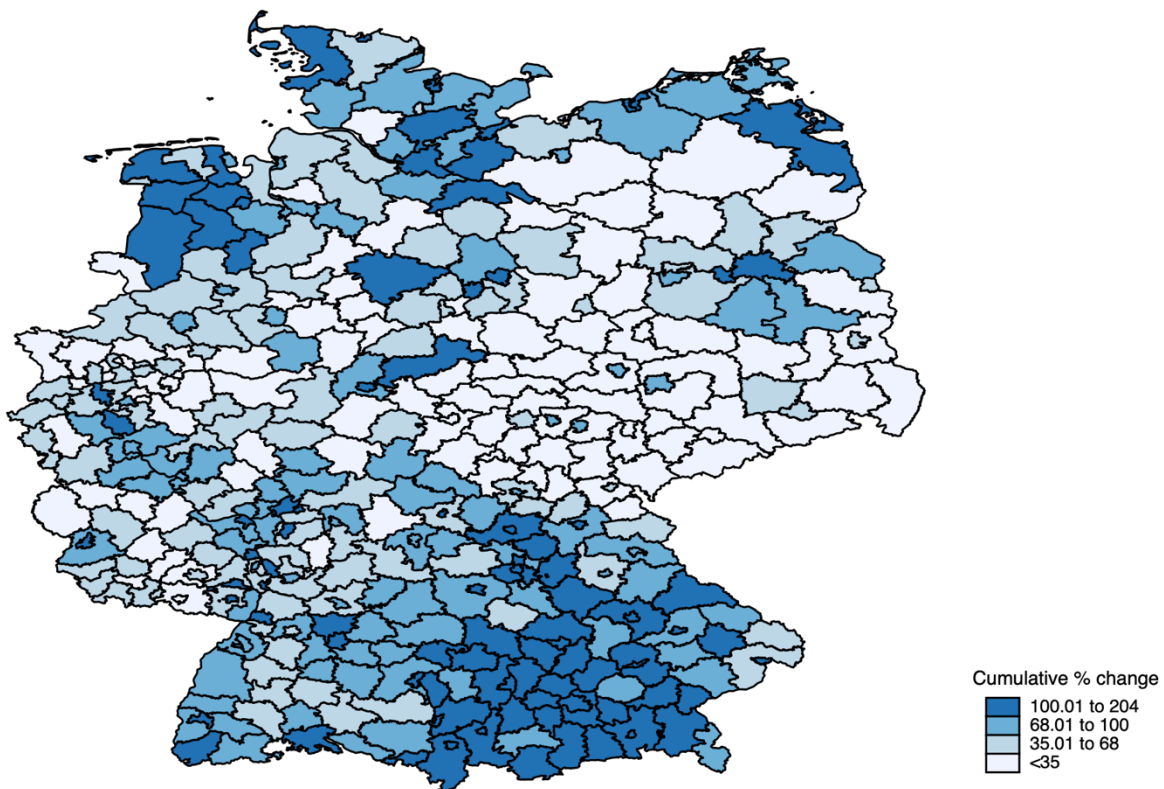 Cumulative % change
100.01 to 204
68.01 to 100
35.01 to 68
<35